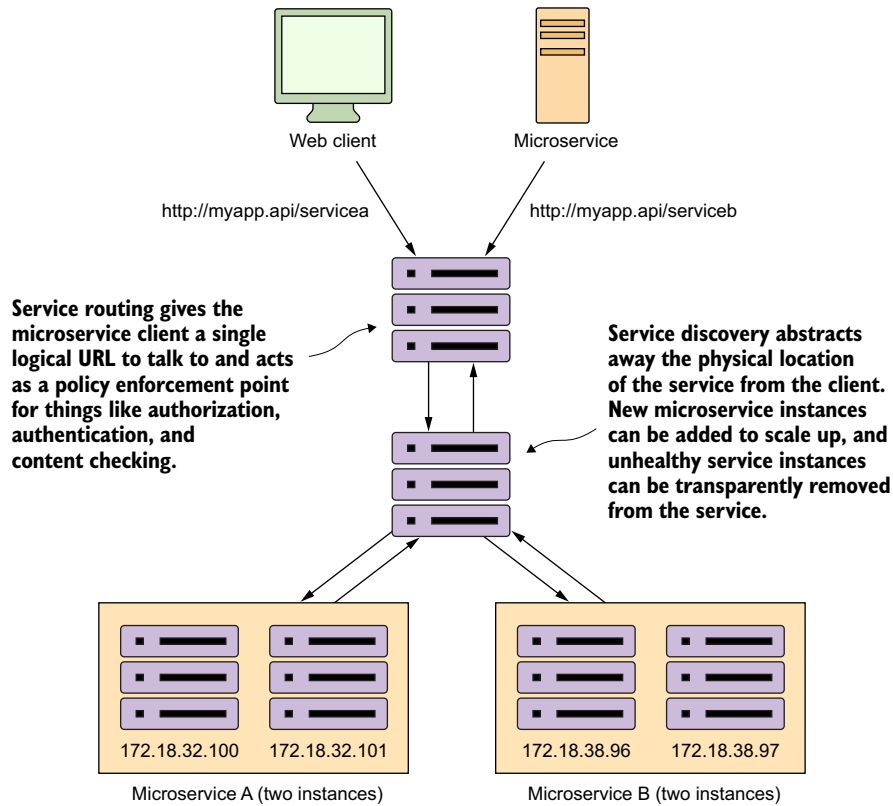 Web client
Microservice
http://myapp.api/servicea
http://myapp.api/serviceb
Service routing gives the
microservice client a single
logical URL to talk to and acts
as a policy enforcement point
for things like authorization,
authentication, and
content checking.
Service discovery abstracts
away the physical location
of the service from the client.
New microservice instances
can be added to scale up, and
unhealthy service instances
can be transparently removed
from the service.
172.18.32.100
172.18.32.101
172.18.38.96
172.18.38.97
Microservice A (two instances)
Microservice B (two instances)